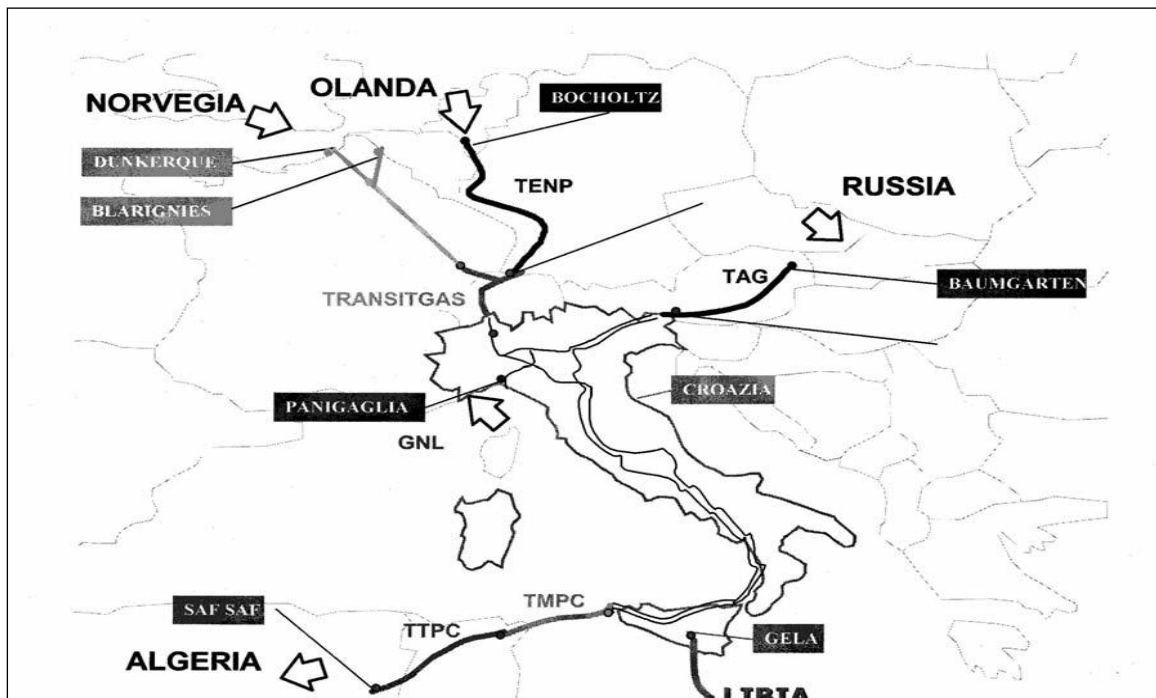 OLANDA
BOCHOLTZ
NORVEGIA
DUNKERQUE
TENP
RUSSIA
BLARIGNIES
TAG
BAUMGARTEN
TRANSITGAS
CROAZIA
PANIGAGLIA
GNL
SAF SAF
TMPC
TTPC
GELA
ALGERIA
LIBIA